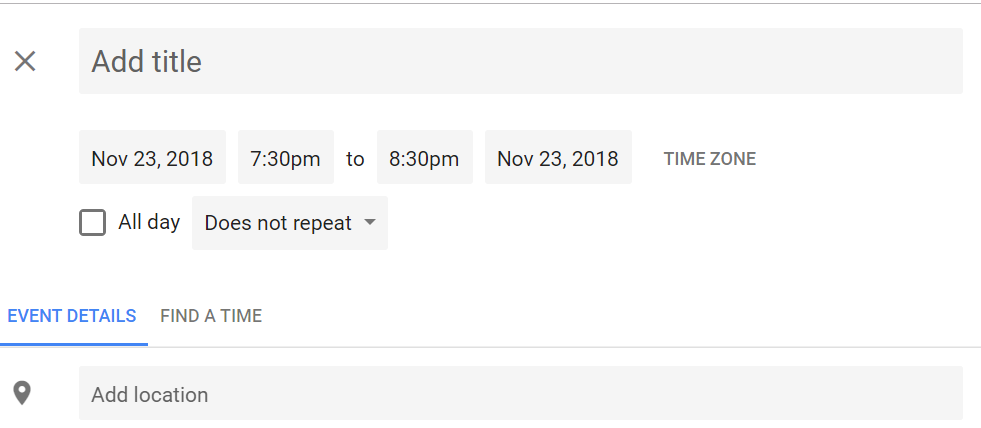 Add title
Nov 23, 2018 7:30pm to 8:30pm Nov 23, 2018 TIME ZONE
All day Does not repeat
EVENT DETAILS FIND A TIME
Add location